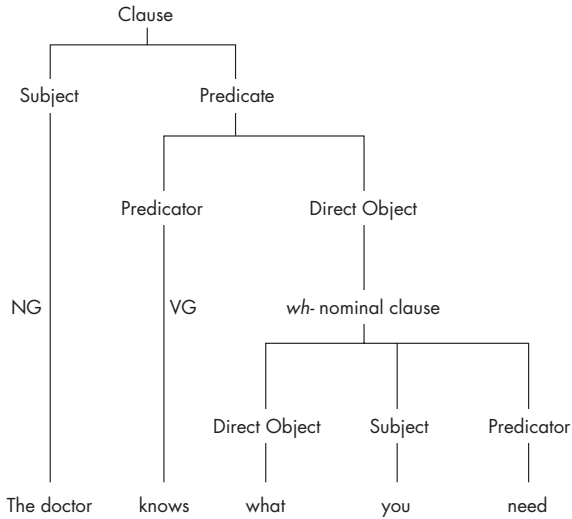 Clause
Subject Predicate
Predicator Direct Object
NG VG wh- nominal clause
Direct Object Subject Predicator
The doctor knows what you need